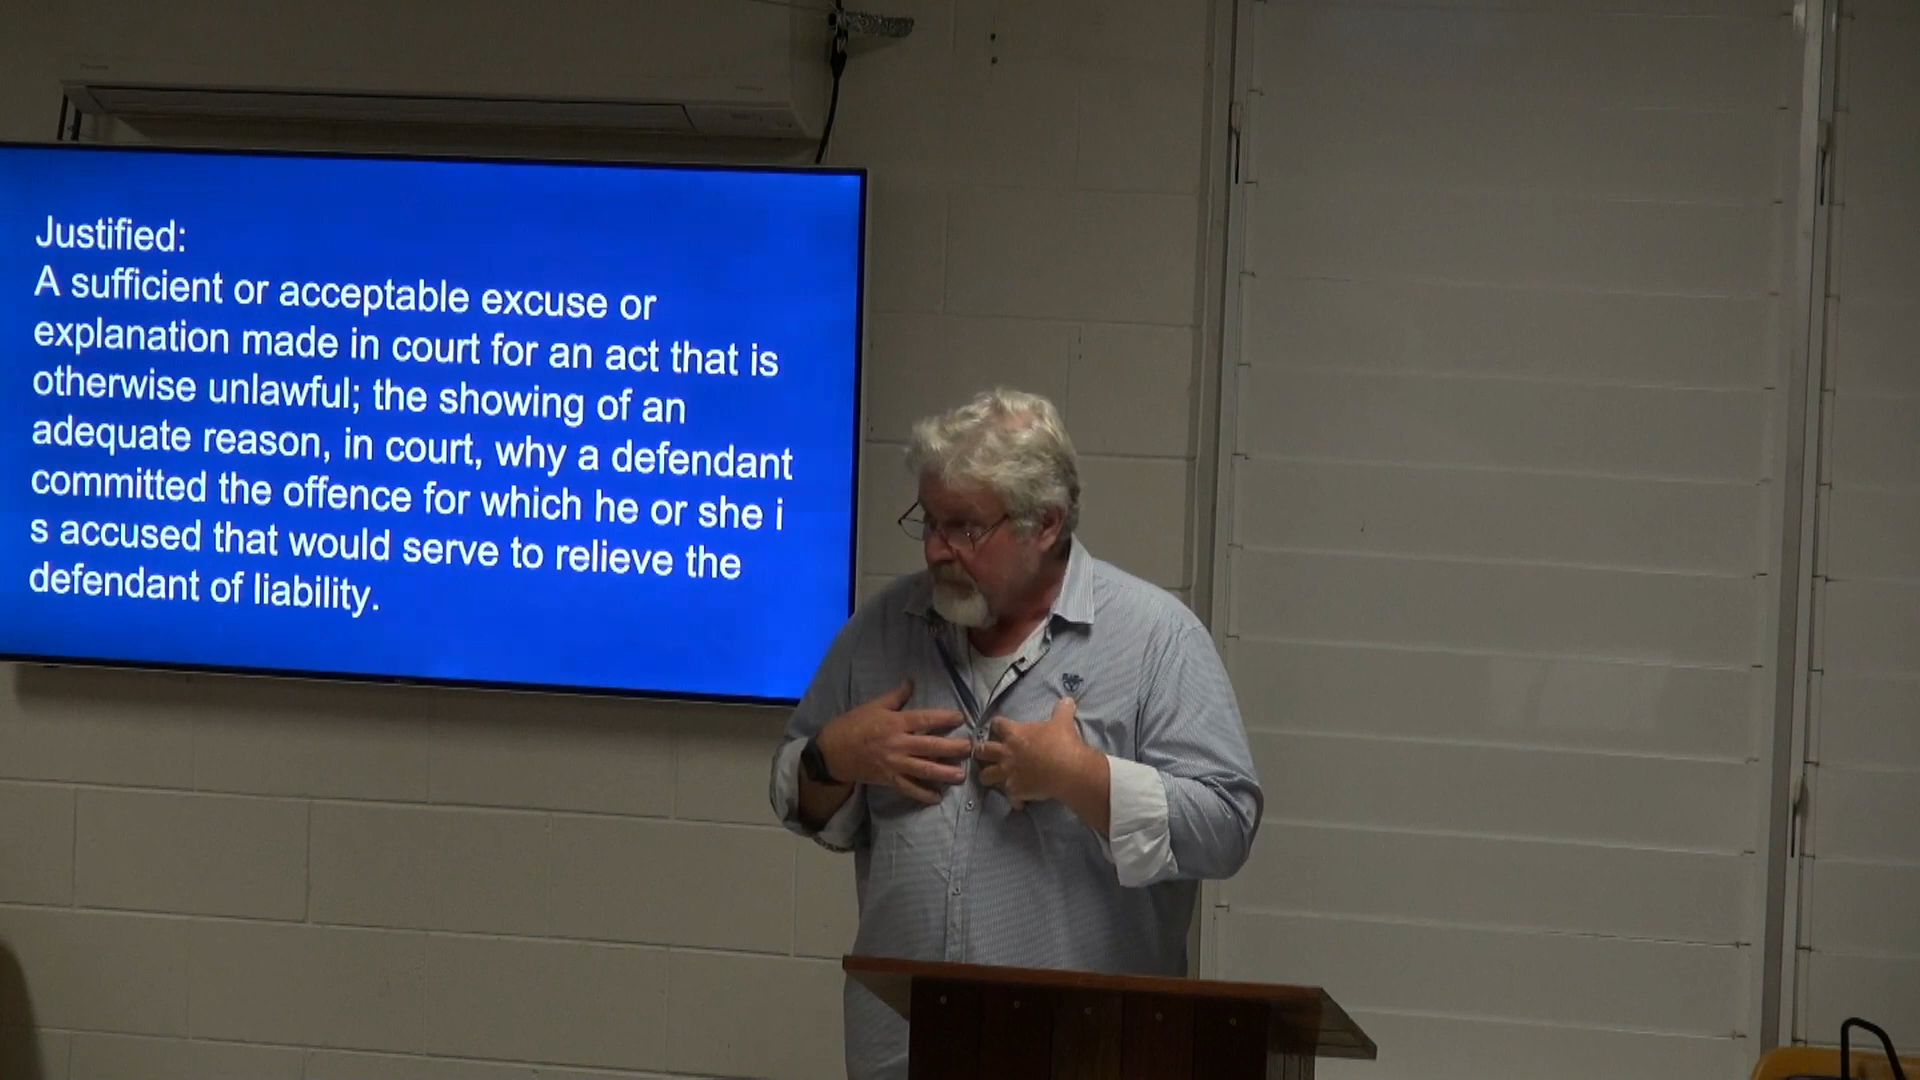 Justified:
A sufficient or acceptable excuse or
explanation made in court for an act that is
otherwise unlawful; the showing of an
adequate reason, in court, why a defendant
committed the offence for which he or she i
s accused that would serve to relieve the
defendant of liability.